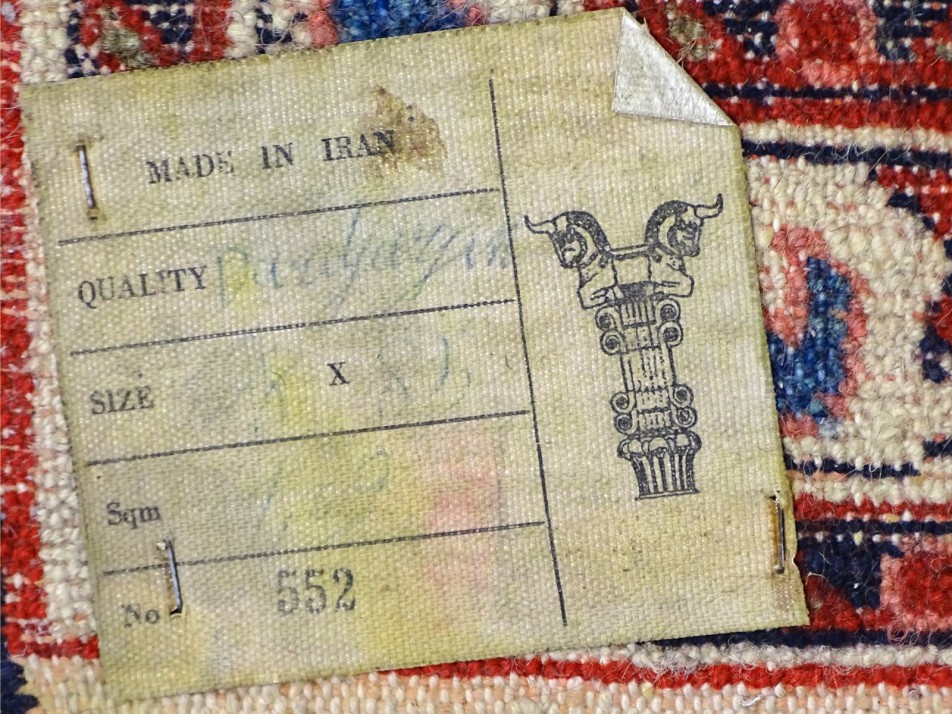 MADE IN IRAN
QUALITY
SIZE X
Sqm
No 552